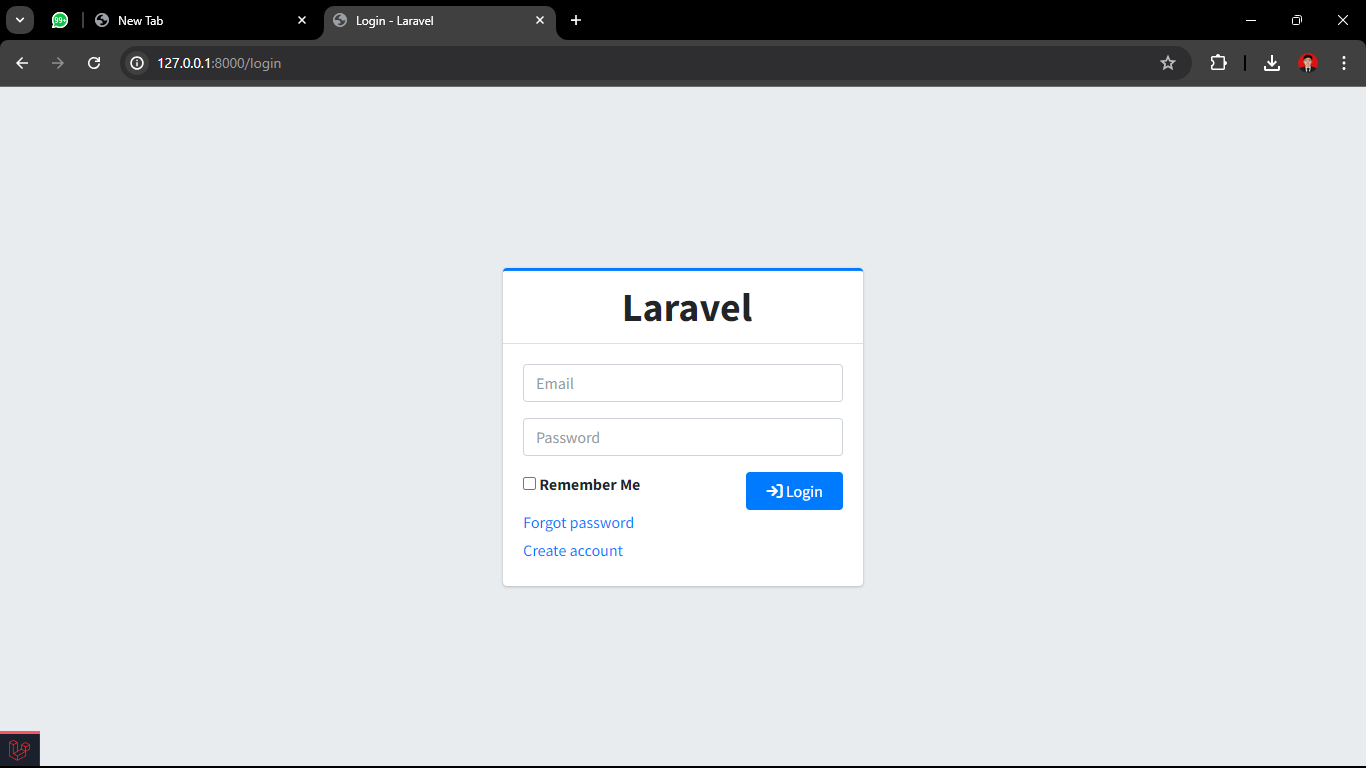 99+
New Tab
Login - Laravel
127.0.0.1:8000/login
Laravel
Email
Password
Remember Me
Login
Forgot password
Create account